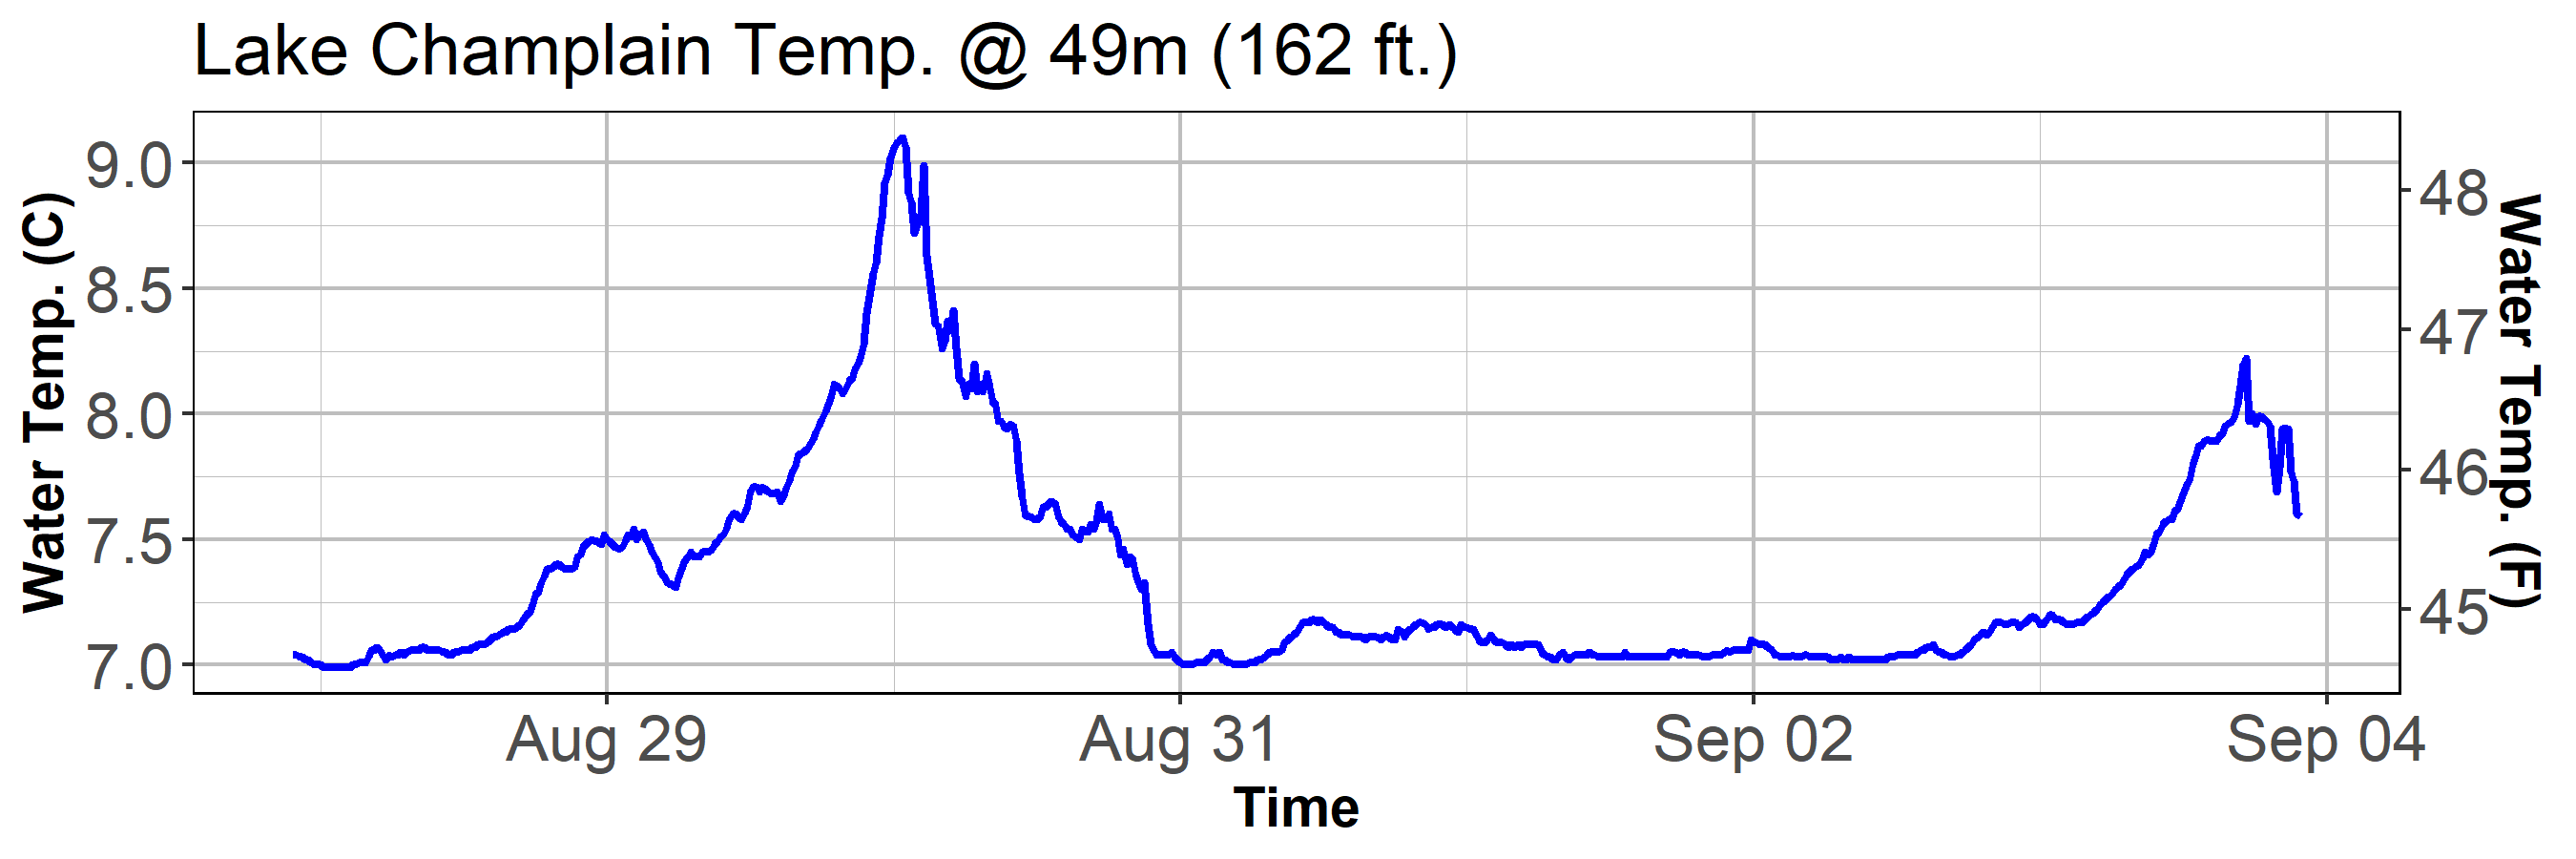 Lake Champlain Temp. @ 49m (162 ft.)
Water Temp. (C)
9.0
8.5
8.0
7.5
7.0
48
47
46
45
Water Temp. (F)
Aug 29 Aug 31 Sep 02 Sep 04
Time